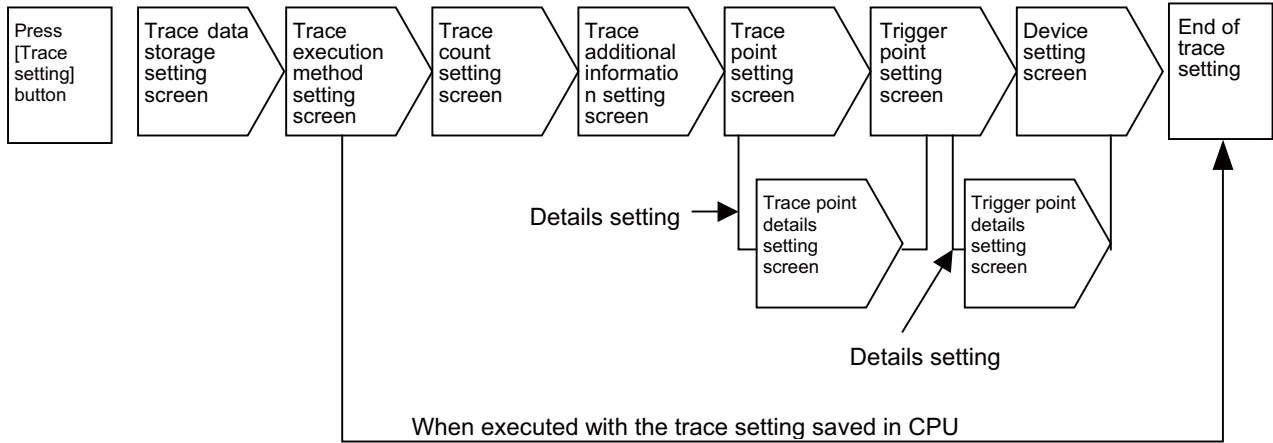 Press
[Trace
setting]
button
Trace data
storage
setting
screen
Trace
execution
method
setting
screen
Trace
count
setting
screen
Trace
additional
informatio
n setting
screen
Trace
point
setting
screen
Trigger
point
setting
screen
Device
setting
screen
End of
trace
setting
Details setting
Trace point
details
setting
screen
Trigger point
details
setting
screen
Details setting
When executed with the trace setting saved in CPU